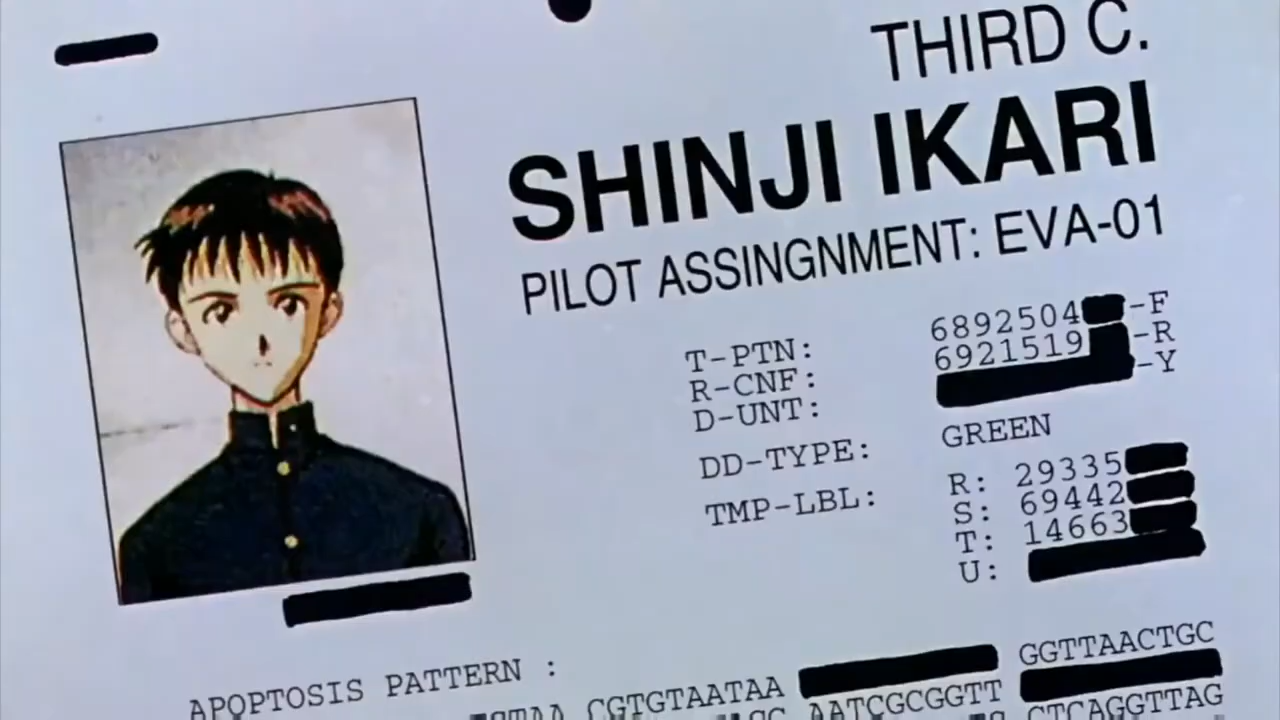 THIRD C.
SHINJI IKARI
PILOT ASSINGNMENT: EVA-01
T-PTN: 6892504 -F
R-CNF: 6921519 -R
D-UNT: -Y
DD-TYPE: GREEN
TMP-LBL: R: 29335
S: 69442
T: 14663
U:
APOPTOSIS PATTERN :
CGTGTAATAA GGTTAACTGC
AATCGCGGTT CTCAGGTTAG